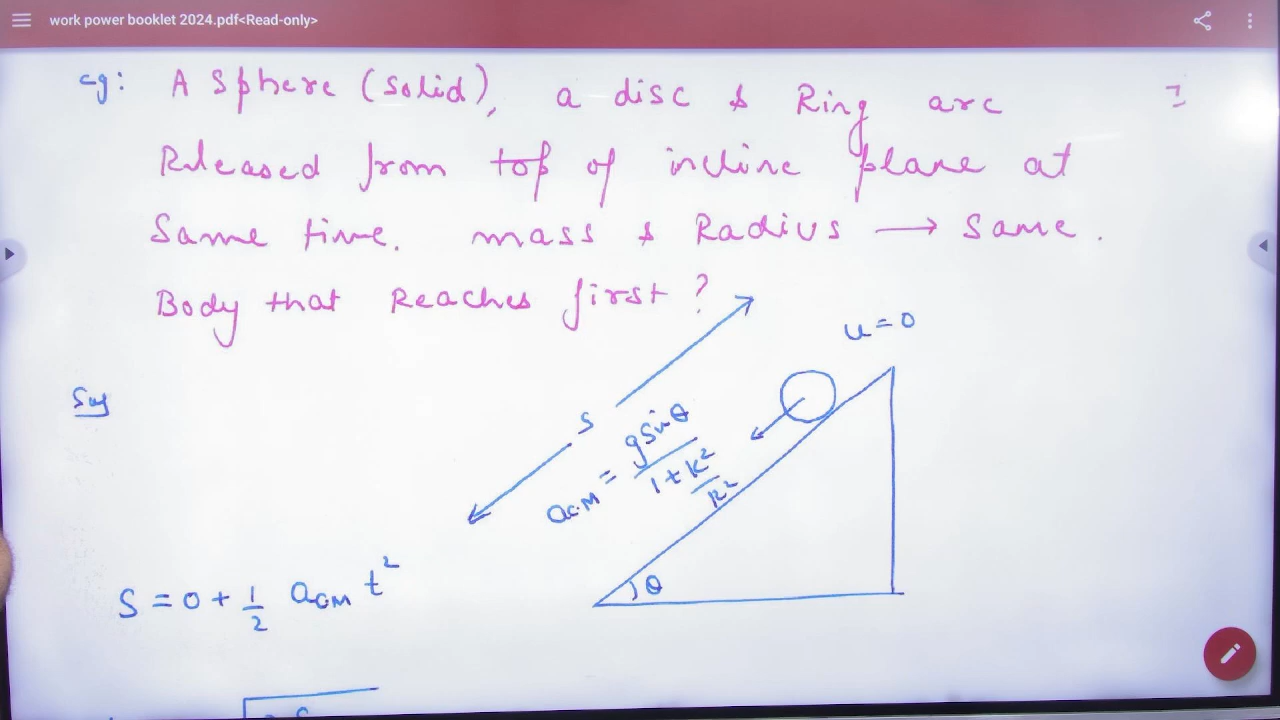 work power booklet 2024.pdf<Read-only>
eg: A Sphere (Solid), a disc & Ring are
Released from top of incline plane at
Same time. mass & Radius → Same.
Body that Reaches first ?
u = 0
Sol
S
aCM = gSinθ / 1 + K²/R²
θ
S = 0 + 1/2 aCM t²